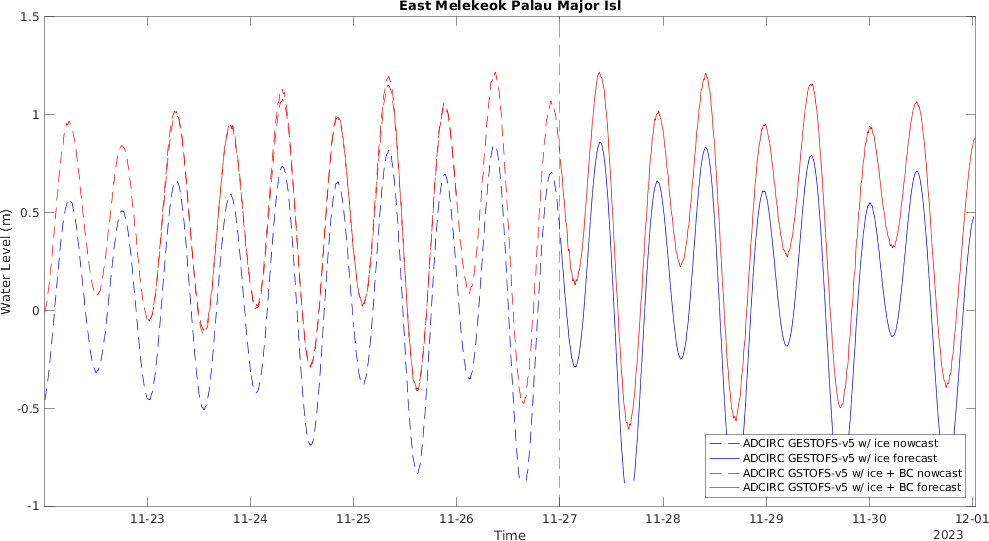 East Melekeok Palau Major Isl
1.5
1
0.5
0
-0.5
-1
Water Level (m)
ADCIRC GESTOFS-v5 w/ ice nowcast
ADCIRC GESTOFS-v5 w/ ice forecast
ADCIRC GSTOFS-v5 w/ ice + BC nowcast
ADCIRC GSTOFS-v5 w/ ice + BC forecast
11-23 11-24 11-25 11-26 11-27 11-28 11-29 11-30 12-01
Time
2023